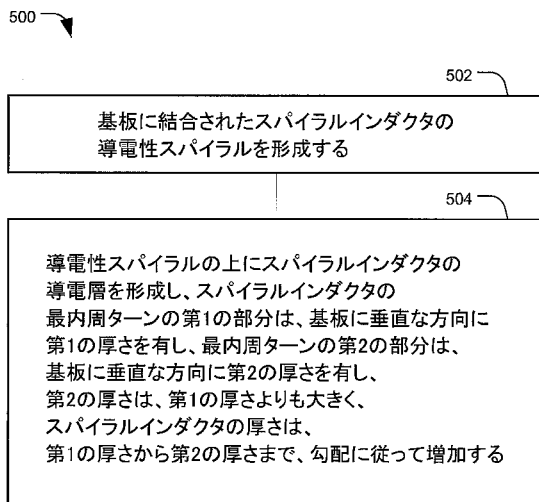 500
502
基板に結合されたスパイラルインダクタの
導電性スパイラルを形成する
504
導電性スパイラルの上にスパイラルインダクタの
導電層を形成し、スパイラルインダクタの
最内周ターンの第1の部分は、基板に垂直な方向に
第1の厚さを有し、最内周ターンの第2の部分は、
基板に垂直な方向に第2の厚さを有し、
第2の厚さは、第1の厚さよりも大きく、
スパイラルインダクタの厚さは、
第1の厚さから第2の厚さまで、勾配に従って増加する